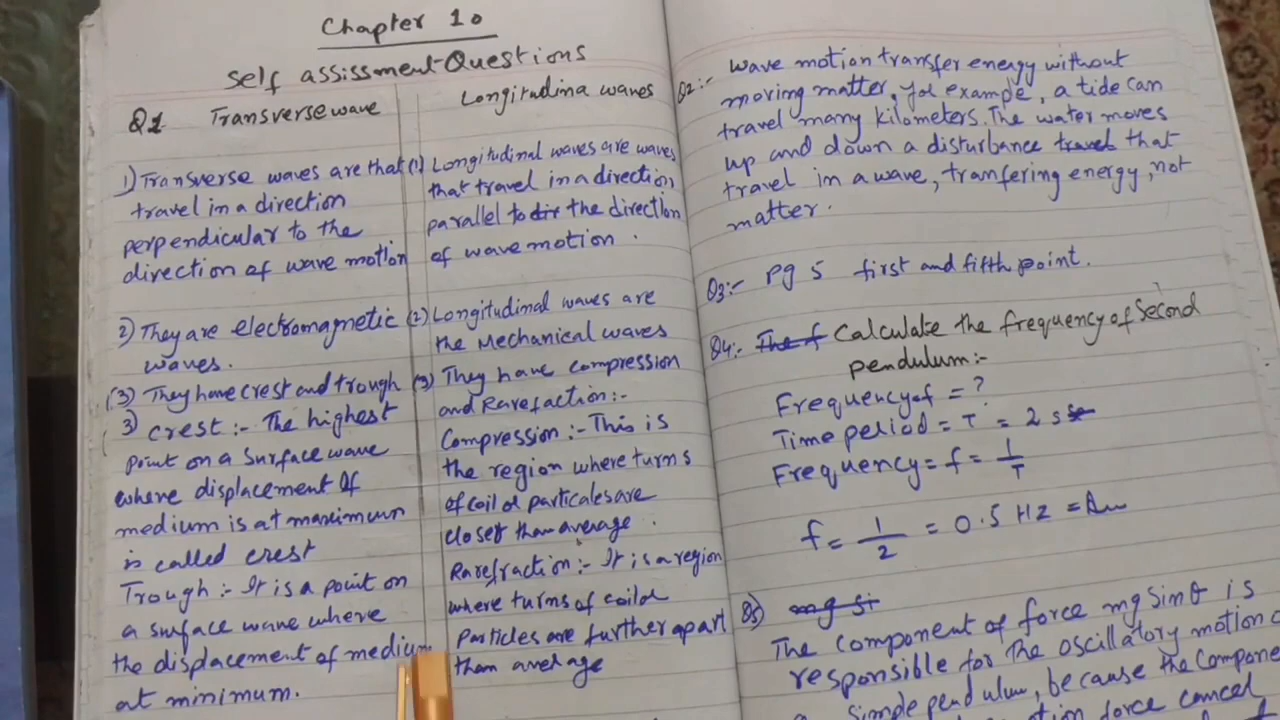 Chapter 10
Self assissment Questions
Q1 Transverse wave
1) Transverse waves are that
travel in a direction
perpendicular to the
direction of wave motion
2) They are electromagnetic
waves.
(3) They have crest and trough
3) Crest :- The highest
Point on a Surface wave
where displacement of
medium is at maximum
is called crest
Trough :- It is a point on
a surface wave where
the displacement of medium
at minimum.
Longitudina waves
(1) Longitudinal waves are waves
that travel in a direction
parallel to dir the direction
of wave motion .
(2) Longitudinal waves are
the Mechanical waves
(3) They have compression
and Rarefaction :-
Compression :- This is
the region where turns
of coil or particales are
closer than average .
Rarefraction :- It is a region
where turns of coil or
Particles are further apart
than average
Q2:- wave motion transfer energy without
moving matter, for example, a tide can
travel many kilometers. The water moves
up and down a disturbance travel that
travel in a wave, tranfering energy, not
matter.
Q3:- Pg 5 first and fifth point.
Q4:- The f Calculate the frequency of Second
pendulum:-
Frequency f = ?
Time period = T = 2 s
Frequency = f = 1/T
f = 1/2 = 0.5 HZ = Ans
Q5) mg Si
The component of force mg Sinθ is
responsible for the oscillatory motion o
simple pendulum, because the Compone
force cancel